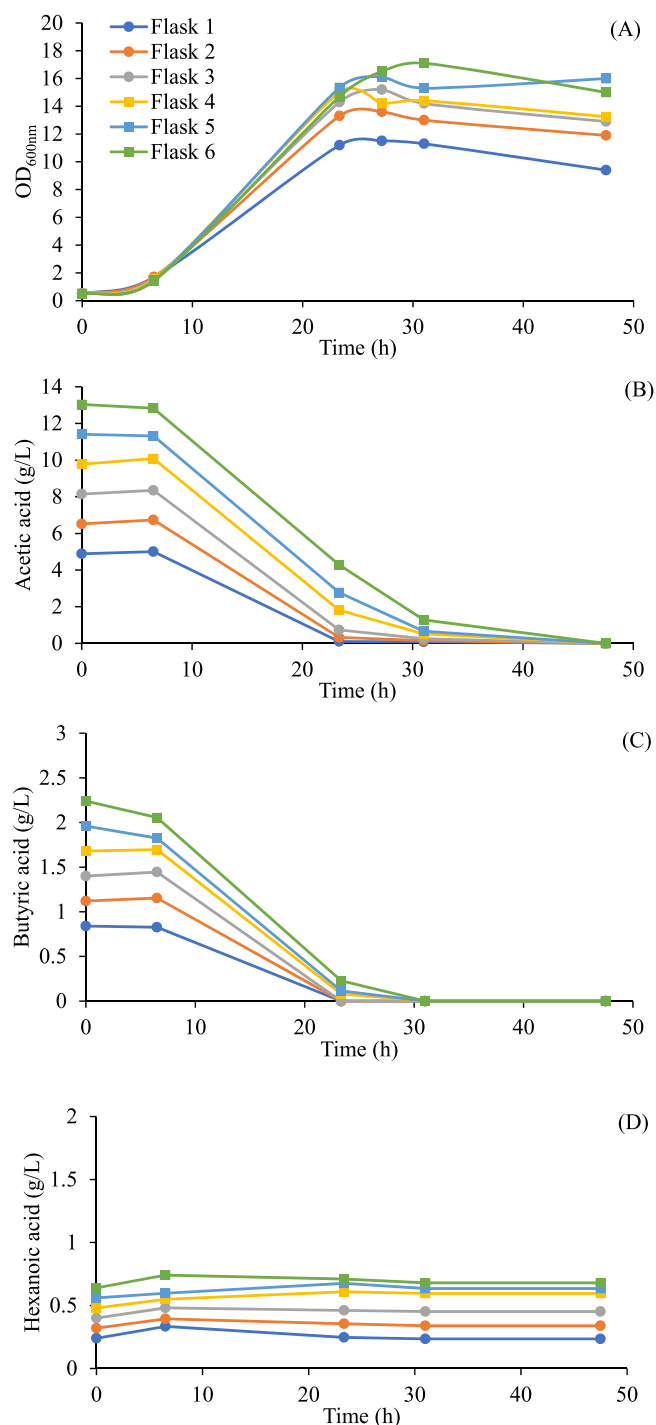 (A)
Flask 1
Flask 2
Flask 3
Flask 4
Flask 5
Flask 6
OD600nm
20
18
16
14
12
10
8
6
4
2
0
0 10 20 30 40 50
Time (h)
(B)
Acetic acid (g/L)
14
12
10
8
6
4
2
0
0 10 20 30 40 50
Time (h)
(C)
Butyric acid (g/L)
3
2.5
2
1.5
1
0.5
0
0 10 20 30 40 50
Time (h)
(D)
Hexanoic acid (g/L)
2
1.5
1
0.5
0
0 10 20 30 40 50
Time (h)